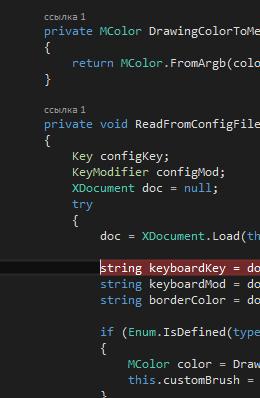 ссылка 1
private MColor DrawingColorToMe
{
return MColor.FromArgb(colo
}
ссылка 1
private void ReadFromConfigFile
{
Key configKey;
KeyModifier configMod;
XDocument doc = null;
try
{
doc = XDocument.Load(th
string keyboardKey = do
string keyboardMod = do
string borderColor = do
if (Enum.IsDefined(type
{
MColor color = Draw
this.customBrush =
}